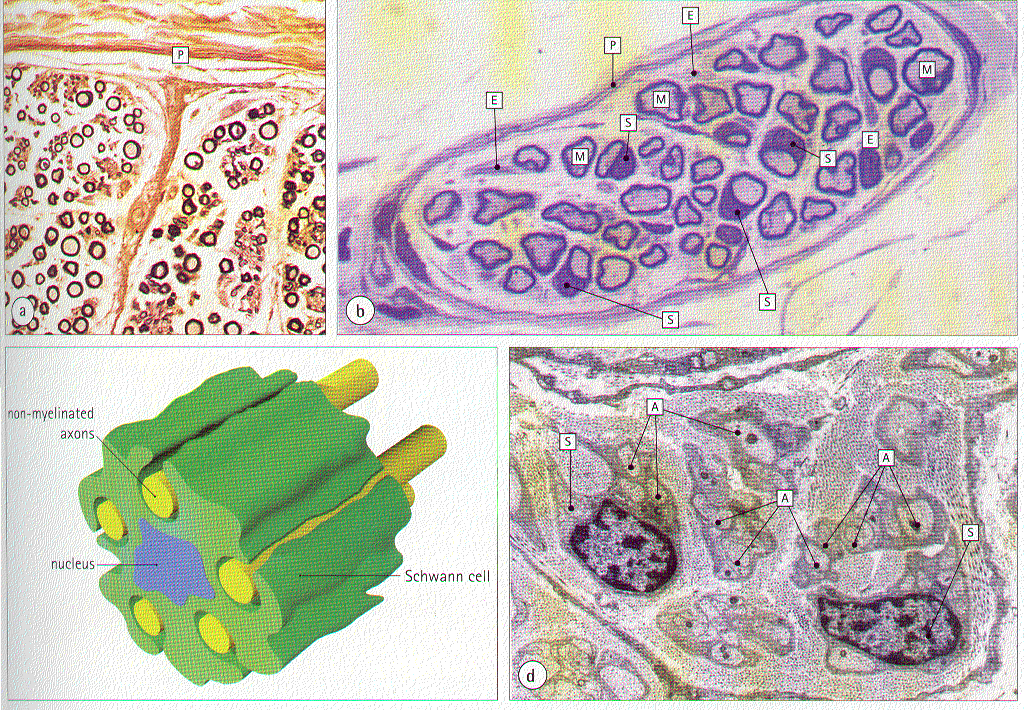 P
a
E
P
E
M
M
S
E
M
S
S
S
b
non-myelinated
axons
nucleus
Schwann cell
A
S
A
A
S
d